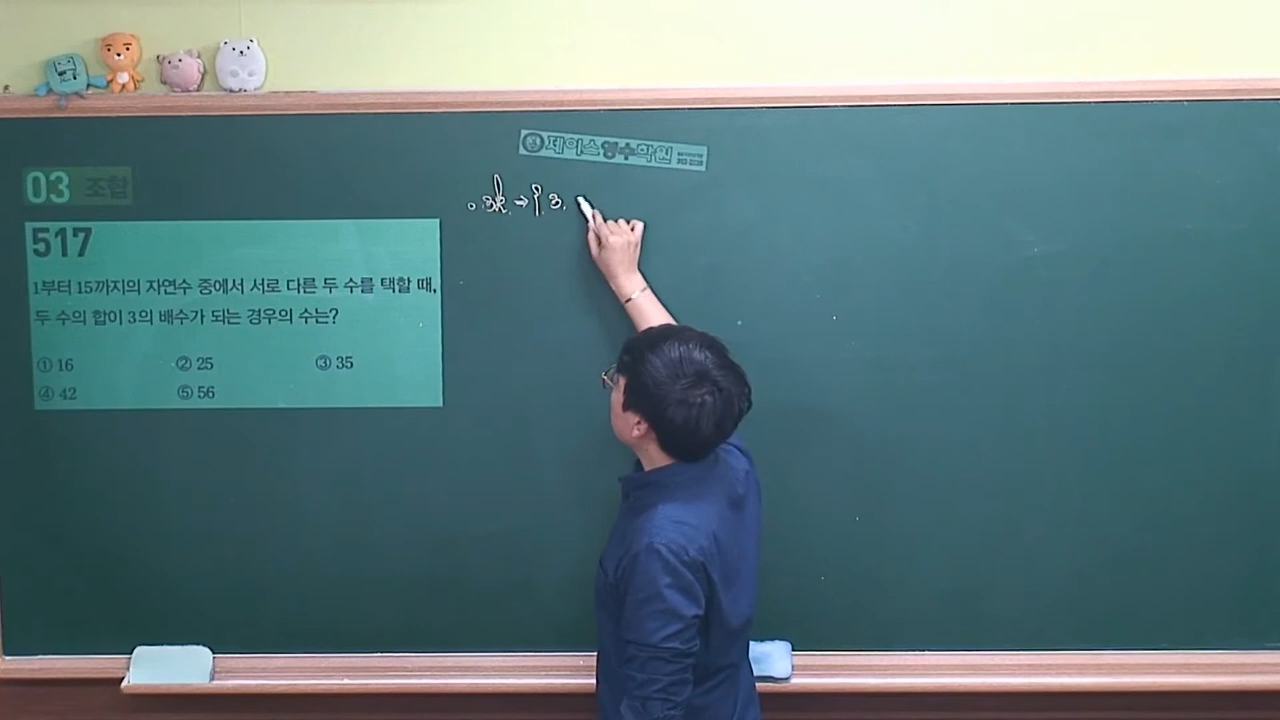 제이스영수학원
03 조합
517
1부터 15까지의 자연수 중에서 서로 다른 두 수를 택할 때,
두 수의 합이 3의 배수가 되는 경우의 수는?
① 16 ② 25 ③ 35
④ 42 ⑤ 56
3k → { 3,